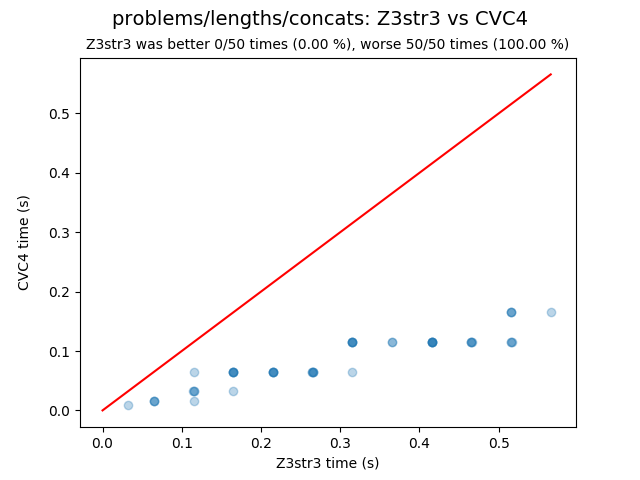 problems/lengths/concats: Z3str3 vs CVC4
Z3str3 was better 0/50 times (0.00 %), worse 50/50 times (100.00 %)
0.5
0.4
0.3
0.2
0.1
0.0
CVC4 time (s)
0.0 0.1 0.2 0.3 0.4 0.5
Z3str3 time (s)